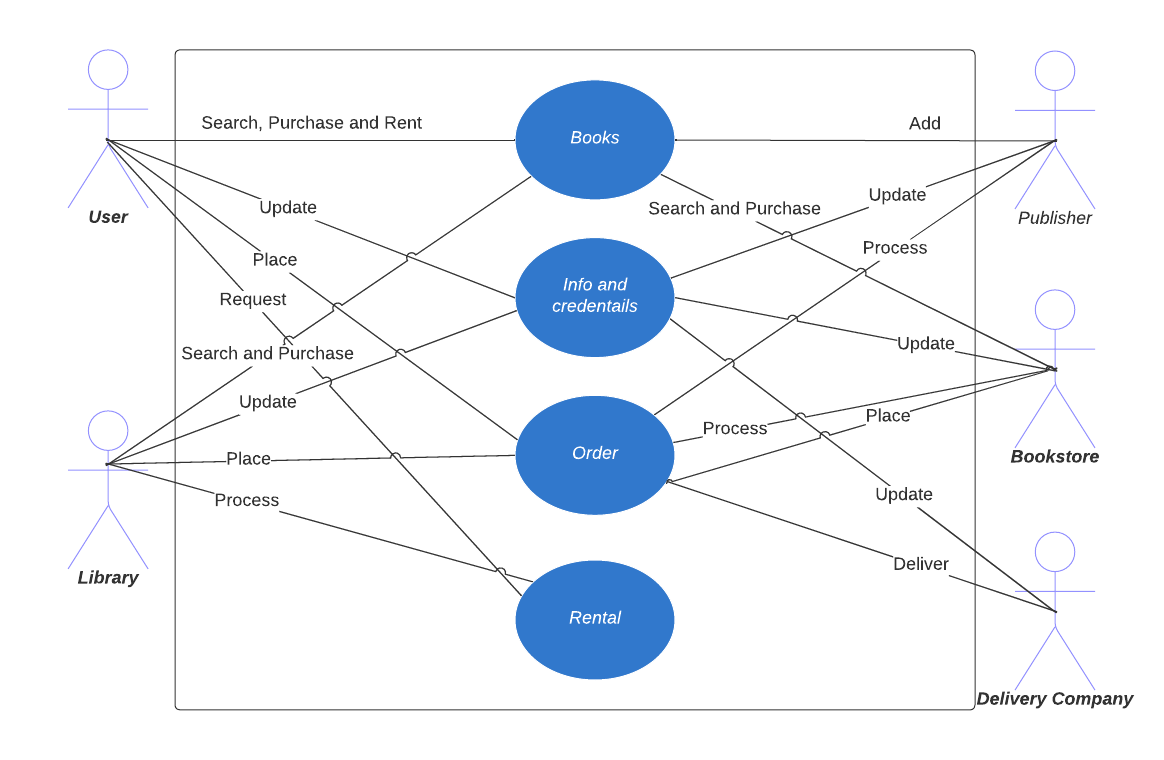 Search, Purchase and Rent
Books
Add
User
Update
Search and Purchase
Update
Publisher
Place
Process
Request
Info and
credentails
Search and Purchase
Update
Update
Place
Process
Place
Order
Bookstore
Process
Update
Library
Deliver
Rental
Delivery Company